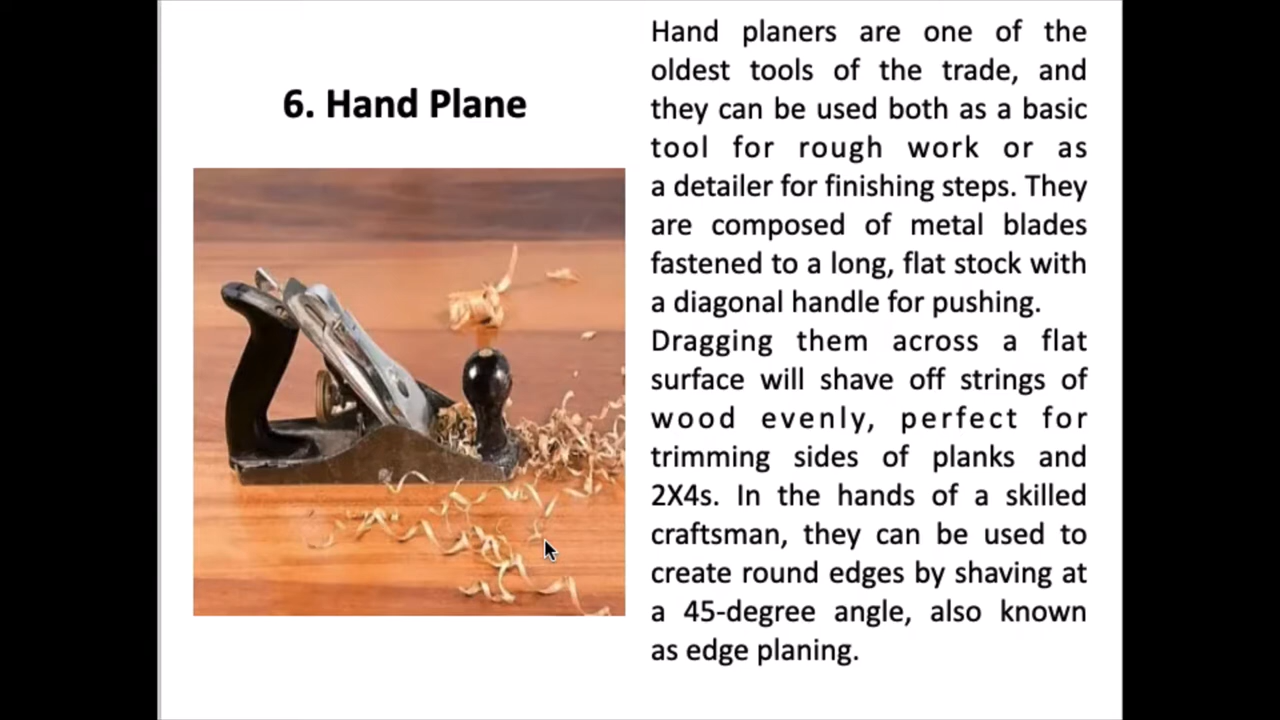 6. Hand Plane
Hand planers are one of the
oldest tools of the trade, and
they can be used both as a basic
tool for rough work or as
a detailer for finishing steps. They
are composed of metal blades
fastened to a long, flat stock with
a diagonal handle for pushing.
Dragging them across a flat
surface will shave off strings of
wood evenly, perfect for
trimming sides of planks and
2X4s. In the hands of a skilled
craftsman, they can be used to
create round edges by shaving at
a 45-degree angle, also known
as edge planing.